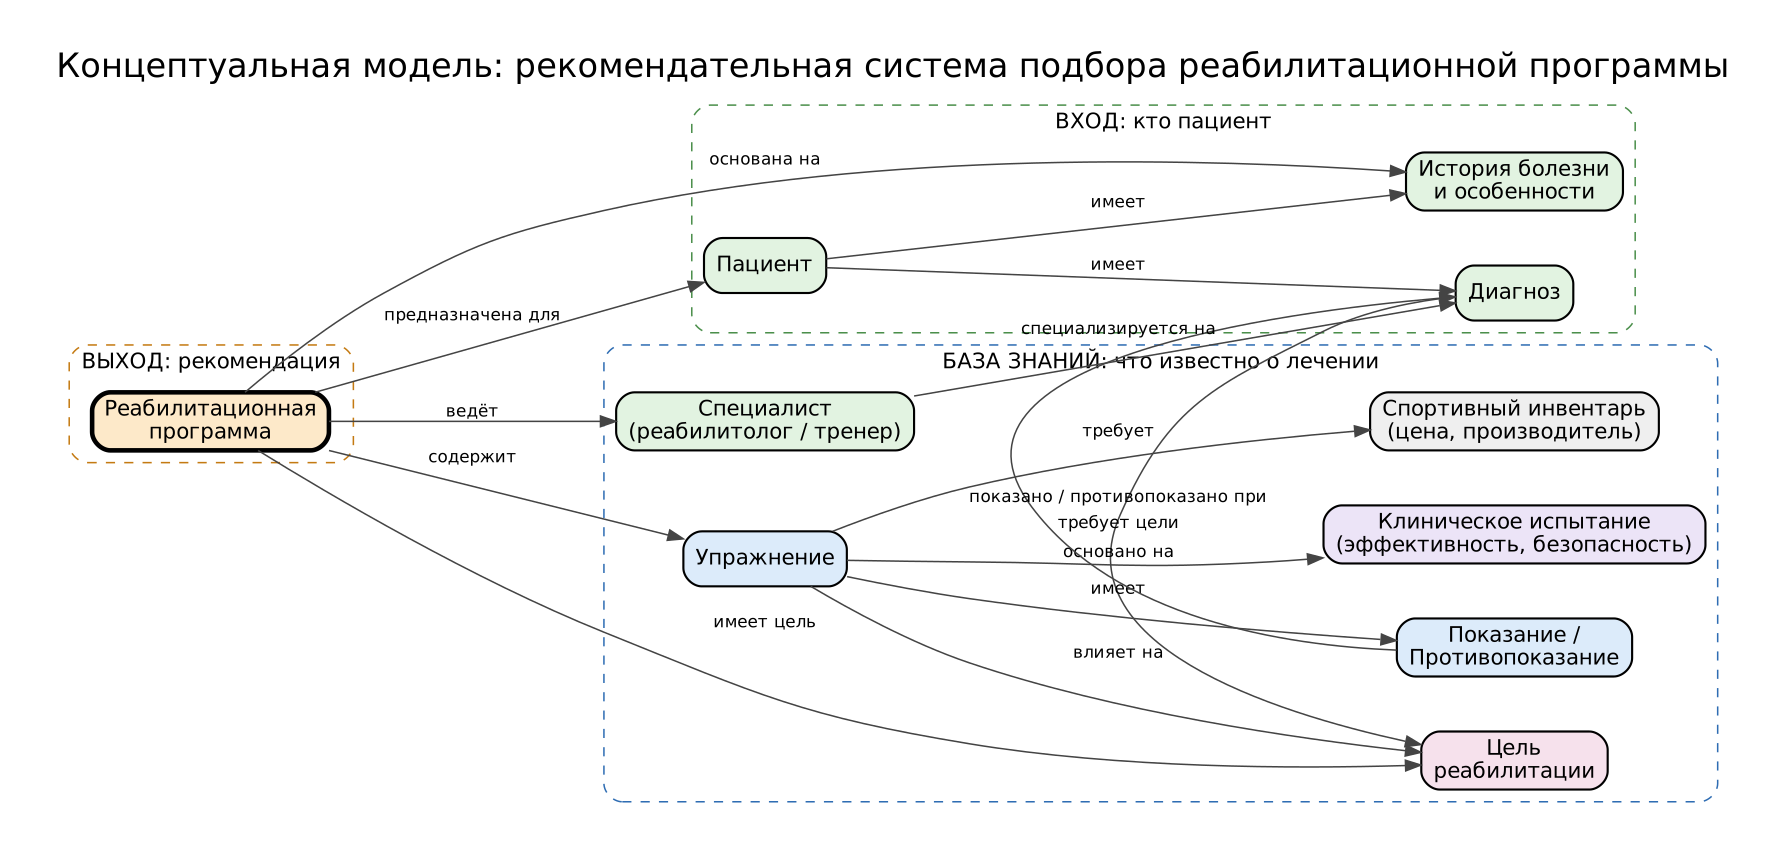 Концептуальная модель: рекомендательная система подбора реабилитационной программы
ВХОД: кто пациент
основана на
История болезни
и особенности
имеет
Пациент
имеет
Диагноз
предназначена для
специализируется на
ВЫХОД: рекомендация
БАЗА ЗНАНИЙ: что известно о лечении
Реабилитационная
программа
ведёт
Специалист
(реабилитолог / тренер)
требует
Спортивный инвентарь
(цена, производитель)
содержит
показано / противопоказано при
требует цели
Клиническое испытание
(эффективность, безопасность)
Упражнение
основано на
имеет
имеет цель
Показание /
Противопоказание
влияет на
Цель
реабилитации